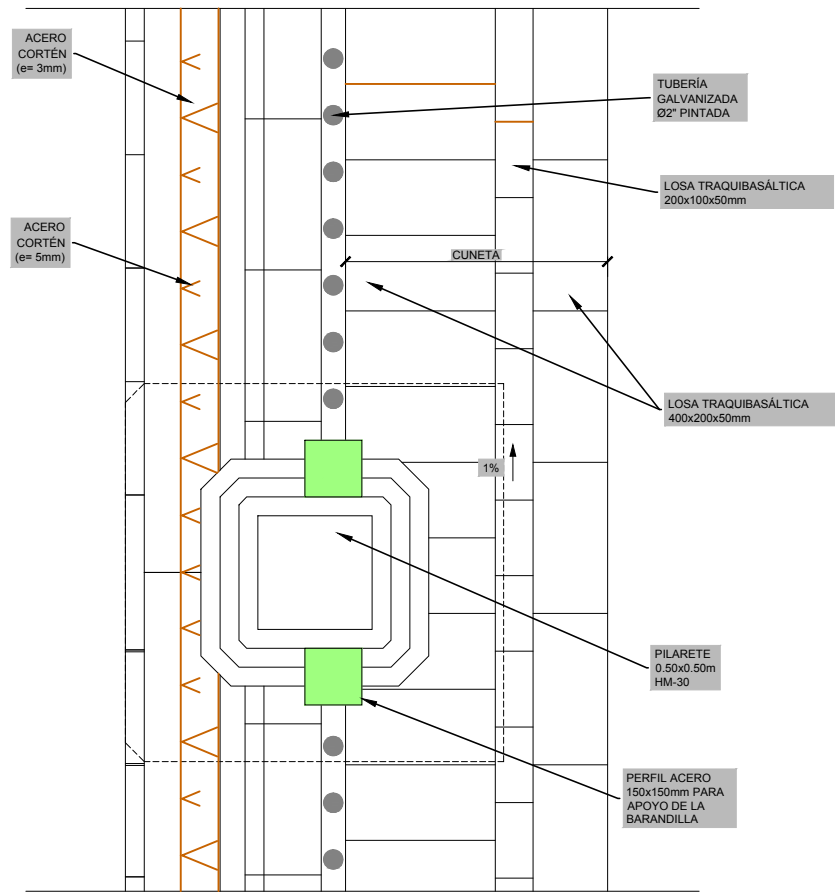 ACERO
CORTÉN
(e= 3mm)
TUBERÍA
GALVANIZADA
Ø2" PINTADA
LOSA TRAQUIBASÁLTICA
200x100x50mm
ACERO
CORTÉN
(e= 5mm)
CUNETA
LOSA TRAQUIBASÁLTICA
400x200x50mm
1%
PILARETE
0.50x0.50m
HM-30
PERFIL ACERO
150x150mm PARA
APOYO DE LA
BARANDILLA